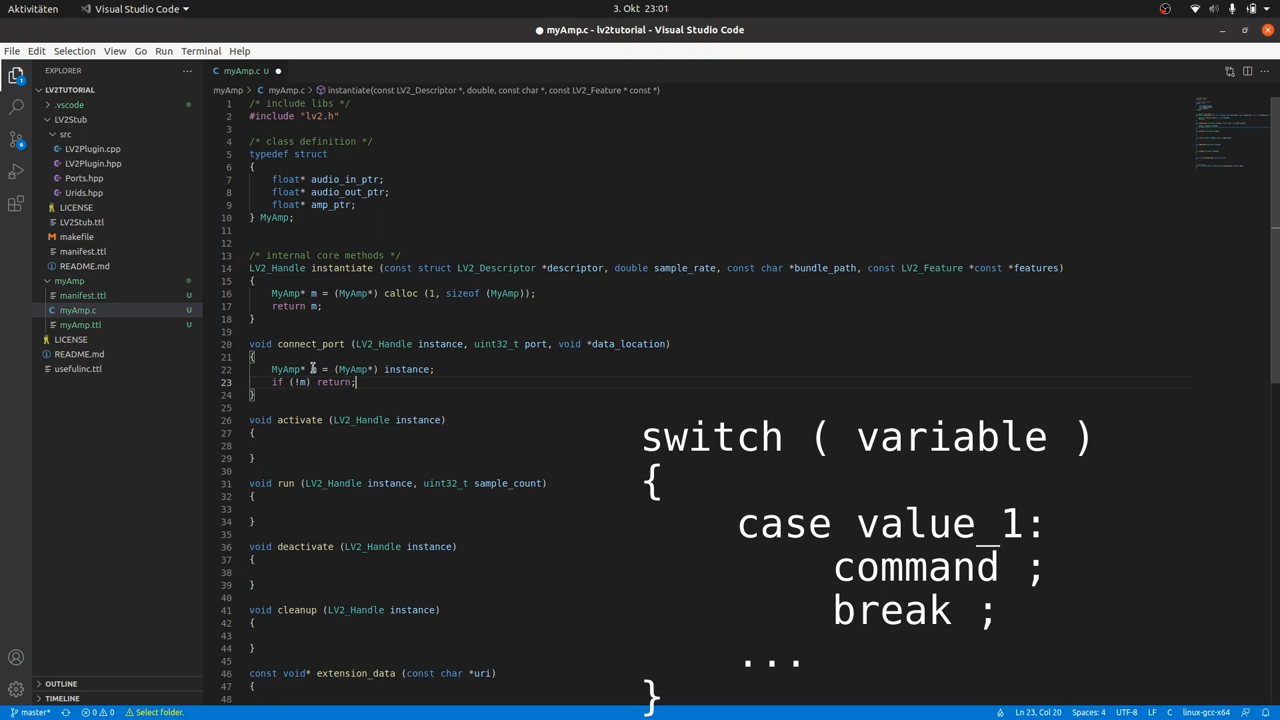 Aktivitäten
Visual Studio Code
3. Okt 23:01
● myAmp.c - lv2tutorial - Visual Studio Code
File Edit Selection View Go Run Terminal Help
EXPLORER
LV2TUTORIAL
.vscode
LV2Stub
src
LV2Plugin.cpp
LV2Plugin.hpp
Ports.hpp
Urids.hpp
LICENSE
LV2Stub.ttl
makefile
manifest.ttl
README.md
myAmp
manifest.ttl U
myAmp.c U
myAmp.ttl U
LICENSE
README.md
usefulinc.ttl
OUTLINE
TIMELINE
1
6
myAmp.c U
myAmp > myAmp.c > instantiate(const LV2_Descriptor *, double, const char *, const LV2_Feature * const *)
1 /* include libs */
2 #include "lv2.h"
3
4 /* class definition */
5 typedef struct
6 {
7 float* audio_in_ptr;
8 float* audio_out_ptr;
9 float* amp_ptr;
10 } MyAmp;
11
12
13 /* internal core methods */
14 LV2_Handle instantiate (const struct LV2_Descriptor *descriptor, double sample_rate, const char *bundle_path, const LV2_Feature *const *features)
15 {
16 MyAmp* m = (MyAmp*) calloc (1, sizeof (MyAmp));
17 return m;
18 }
19
20 void connect_port (LV2_Handle instance, uint32_t port, void *data_location)
21 {
22 MyAmp* m = (MyAmp*) instance;
23 if (!m) return;
24 }
25
26 void activate (LV2_Handle instance)
27 {
28
29 }
30
31 void run (LV2_Handle instance, uint32_t sample_count)
32 {
33
34 }
35
36 void deactivate (LV2_Handle instance)
37 {
38
39 }
40
41 void cleanup (LV2_Handle instance)
42 {
43
44 }
45
46 const void* extension_data (const char *uri)
47 {
48
switch ( variable )
{
case value_1:
command ;
break ;
...
}
master* 0 0 Select folder.
Ln 23, Col 20 Spaces: 4 UTF-8 LF C linux-gcc-x64